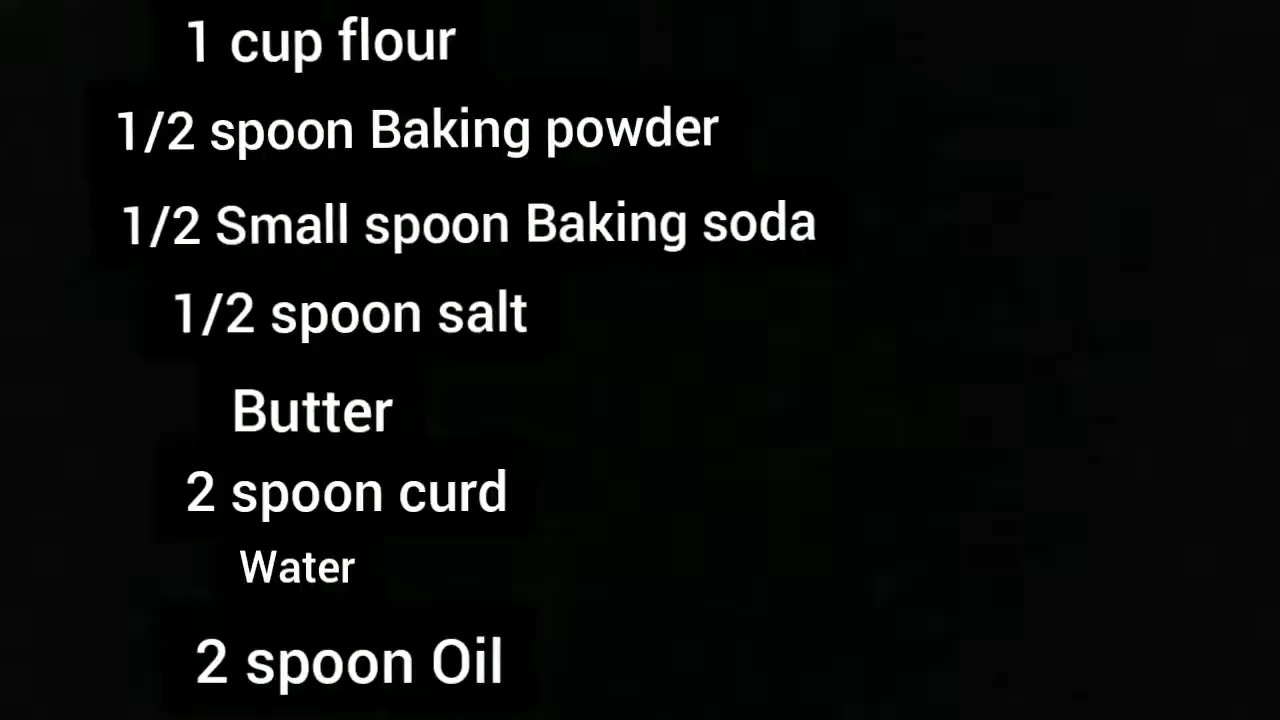 1 cup flour
1/2 spoon Baking powder
1/2 Small spoon Baking soda
1/2 spoon salt
Butter
2 spoon curd
Water
2 spoon Oil